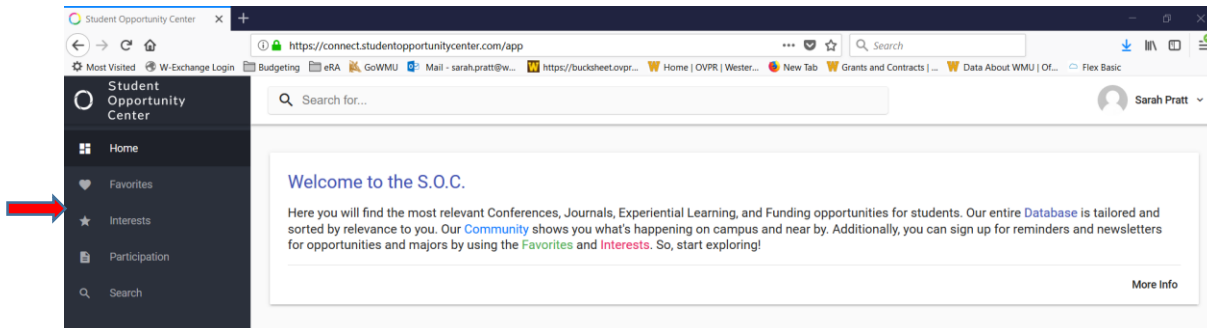 Student Opportunity Center
https://connect.studentopportunitycenter.com/app
Search
Most Visited W-Exchange Login Budgeting eRA GoWMU Mail - sarah.pratt@w... https://bucksheet.ovpr... Home | OVPR | Wester... New Tab Grants and Contracts | ... Data About WMU | Of... Flex Basic
Student
Opportunity
Center
Search for...
Sarah Pratt
Home
Favorites
Interests
Participation
Search
Welcome to the S.O.C.
Here you will find the most relevant Conferences, Journals, Experiential Learning, and Funding opportunities for students. Our entire Database is tailored and
sorted by relevance to you. Our Community shows you what's happening on campus and near by. Additionally, you can sign up for reminders and newsletters
for opportunities and majors by using the Favorites and Interests. So, start exploring!
More Info